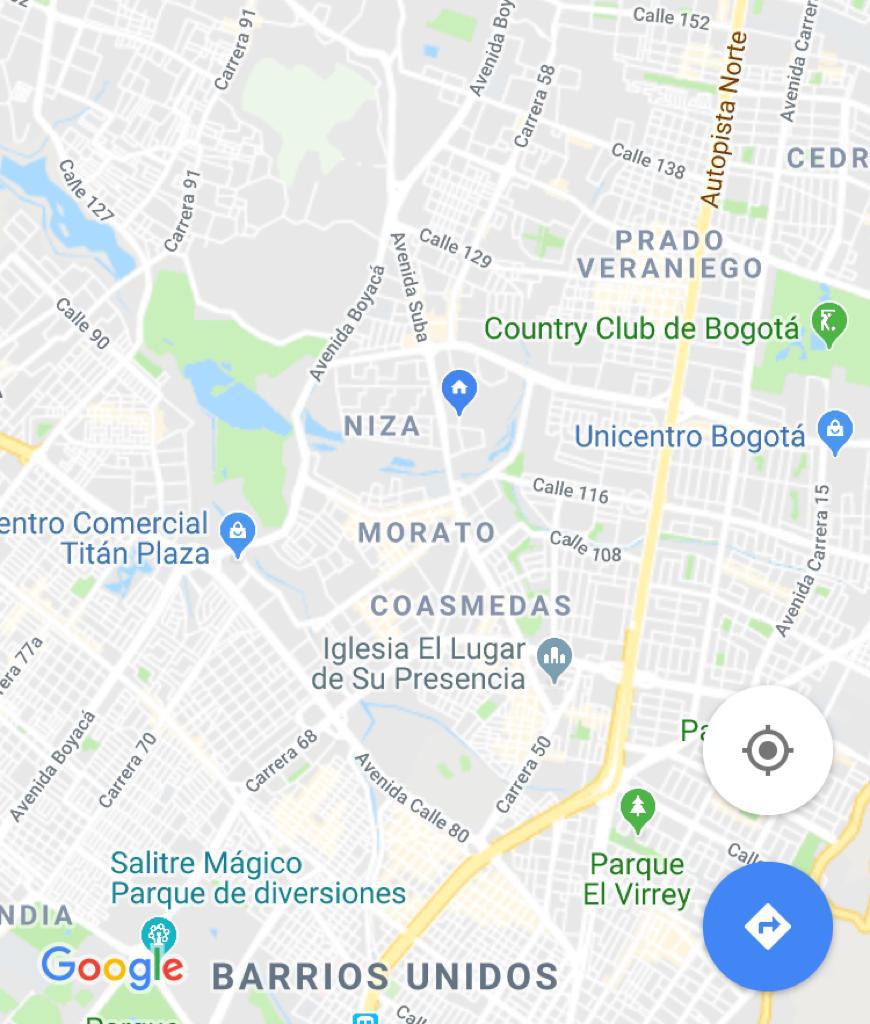 Calle 152
Carrera 91
Avenida Boy
Carrera 58
Autopista Norte
Avenida Carrer
Calle 138
CEDR
Calle 127
Carrera 91
Calle 129
PRADO
VERANIEGO
Avenida Suba
Avenida Boyacá
Calle 90
Country Club de Bogotá
NIZA
Unicentro Bogotá
Calle 116
entro Comercial
Titán Plaza
MORATO
Calle 108
Avenida Carrera 15
COASMEDAS
Iglesia El Lugar
de Su Presencia
era 77a
Avenida Boyacá
Carrera 70
Carrera 68
Avenida Calle 80
Carrera 50
Pa
Parque
El Virrey
Calle
Salitre Mágico
Parque de diversiones
NDIA
Google
BARRIOS UNIDOS
Parque
Calle